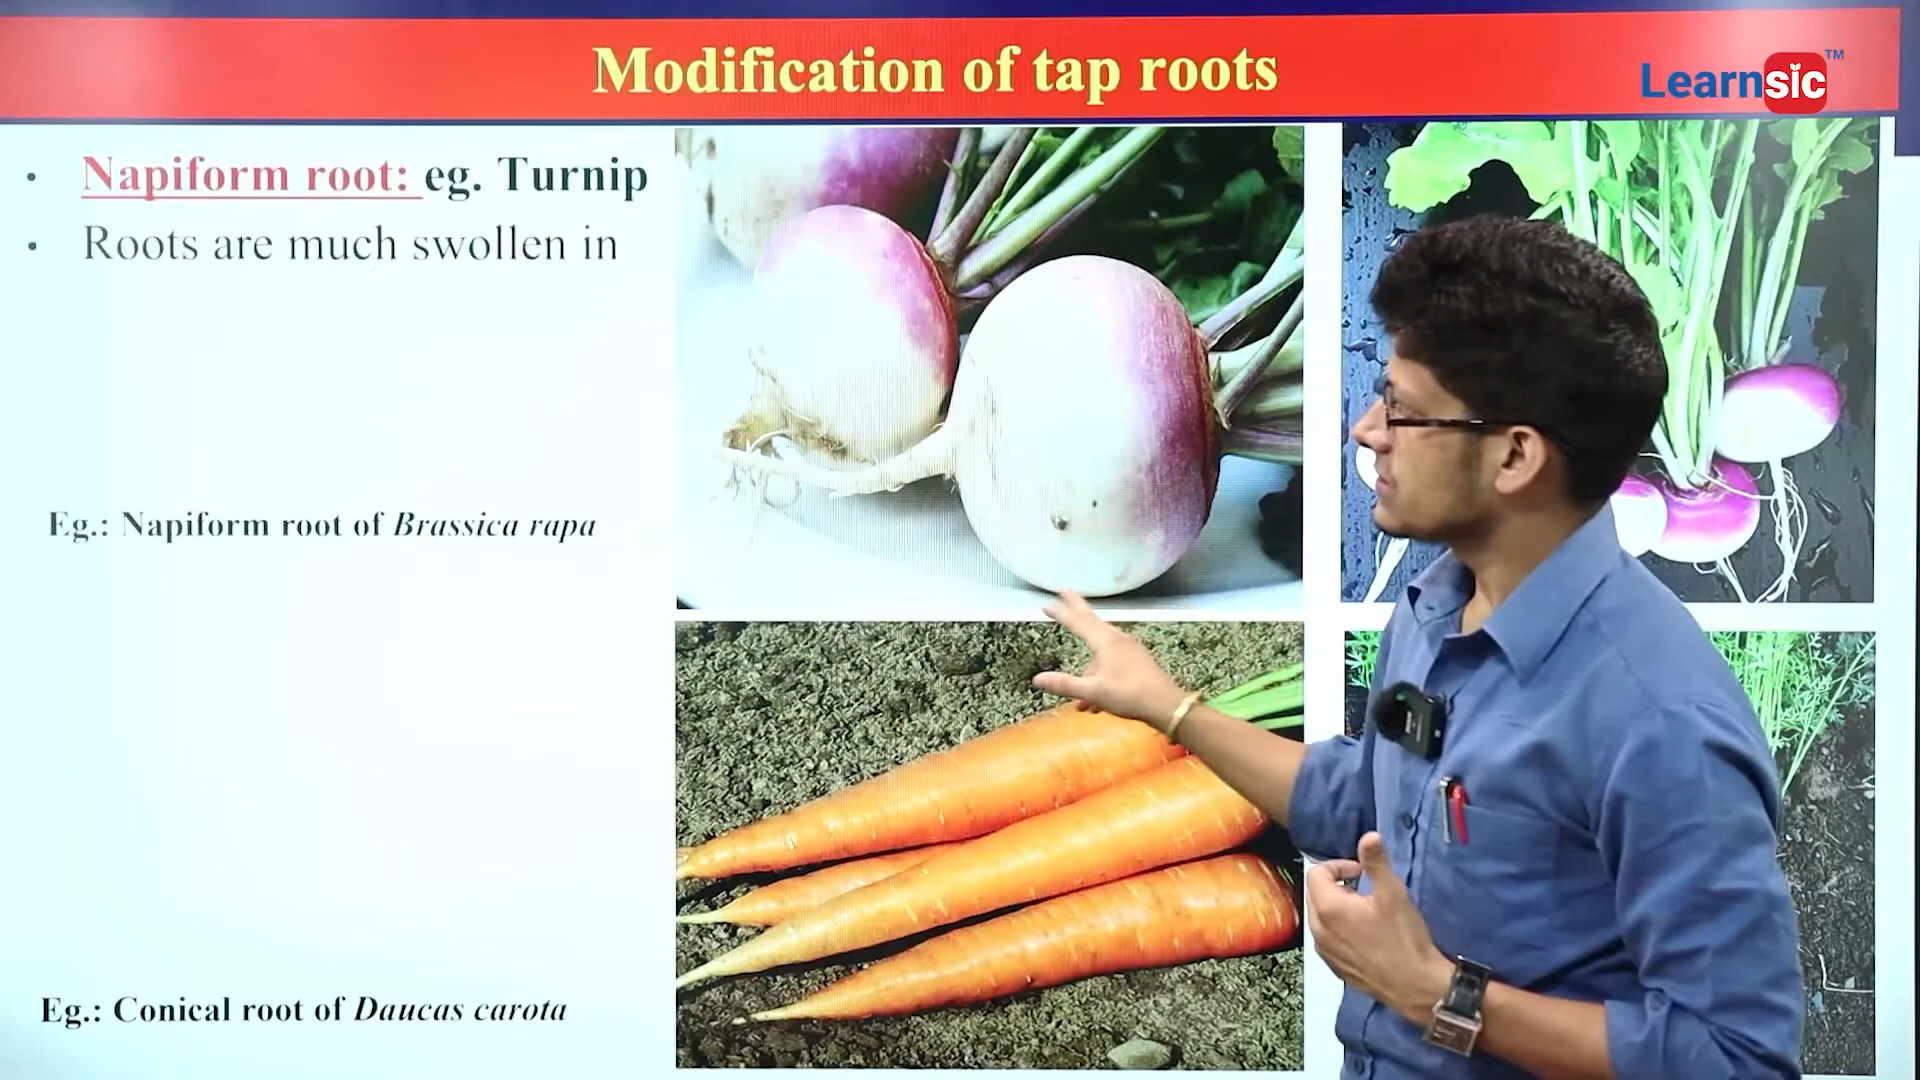 Modification of tap roots
Learnsic™
• Napiform root: eg. Turnip
• Roots are much swollen in
Eg.: Napiform root of Brassica rapa
Eg.: Conical root of Daucas carota